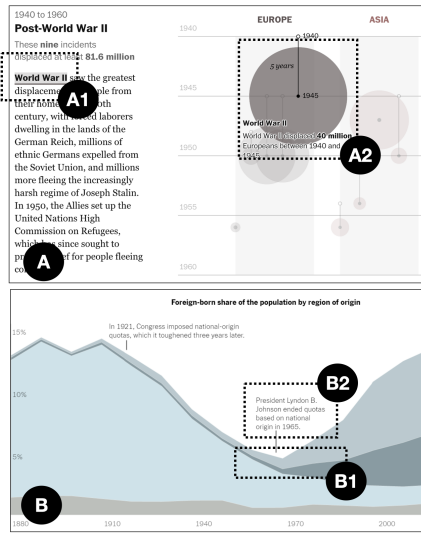 1940 to 1960
Post-World War II
These nine incidents
displaced at least 81.6 million
World War II saw the greatest
from their
century, with forced laborers
dwelling in the lands of the
German Reich, millions of
ethnic Germans expelled from
the Soviet Union, and millions
more fleeing the increasingly
harsh regime of Joseph Stalin.
In 1950, the Allies set up the
United Nations High
Commission on Refugees,
which has since sought to
for people fleeing
A1
A
EUROPE
ASIA
1940
1940
5 years
1945
1945
World War II
World War II displaced 40 million
Europeans between 1940 and
1945
A2
1950
1955
1960
Foreign-born share of the population by region of origin
15%
In 1921, Congress imposed national-origin
quotas, which it toughened three years later.
10%
President Lyndon B.
Johnson ended quotas
based on national
origin in 1965.
B2
5%
B1
B
1880
1910
1940
1970
2000